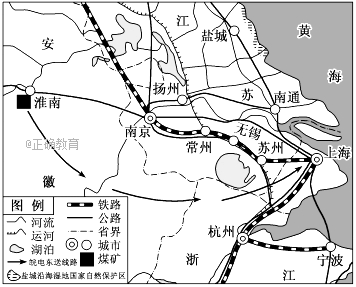 江
黄
海
盐城
安
扬州
苏
南通
淮南
@正确教育
南京
无锡
常州
苏州
上海
徽
图例
河流
运河
湖泊
铁路
公路
省界
城市
皖电东送线路
煤矿
盐城沿海湿地国家自然保护区
杭州
宁波
浙
江